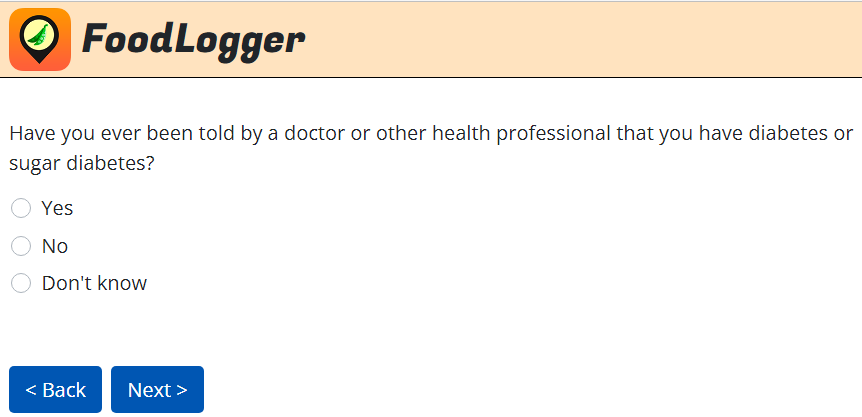 FoodLogger
Have you ever been told by a doctor or other health professional that you have diabetes or
sugar diabetes?
Yes
No
Don't know
< Back
Next >